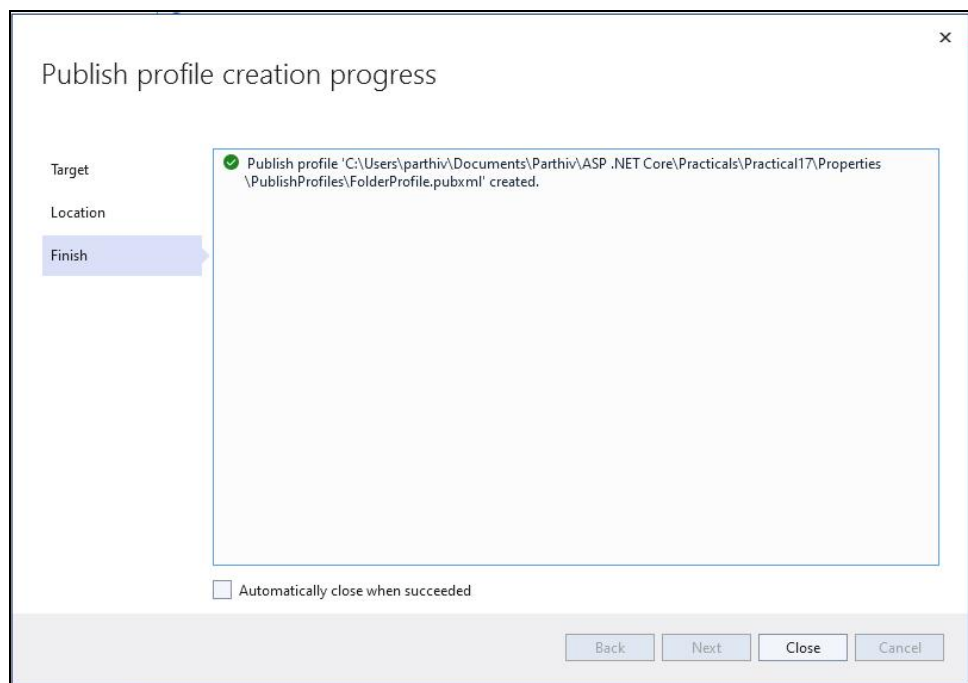 Publish profile creation progress
Target
Location
Finish
Publish profile 'C:\Users\parthiv\Documents\Parthiv\ASP .NET Core\Practicals\Practical17\Properties
\PublishProfiles\FolderProfile.pubxml' created.
Automatically close when succeeded
Back
Next
Close
Cancel